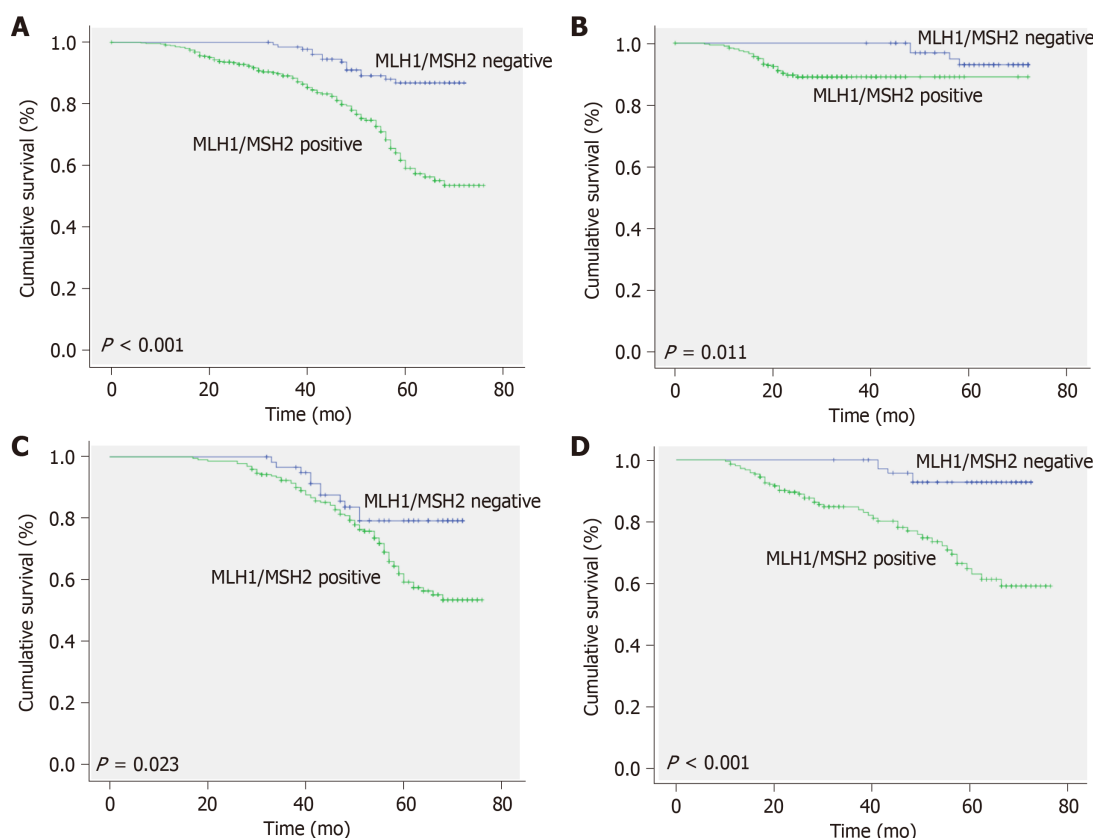 A
1.0
0.8
0.6
0.4
0.2
0.0
Cumulative survival (%)
MLH1/MSH2 negative
MLH1/MSH2 positive
P < 0.001
0 20 40 60 80
Time (mo)
B
1.0
0.8
0.6
0.4
0.2
0.0
Cumulative survival (%)
MLH1/MSH2 negative
MLH1/MSH2 positive
P = 0.011
0 20 40 60 80
Time (mo)
C
1.0
0.8
0.6
0.4
0.2
0.0
Cumulative survival (%)
MLH1/MSH2 negative
MLH1/MSH2 positive
P = 0.023
0 20 40 60 80
Time (mo)
D
1.0
0.8
0.6
0.4
0.2
0.0
Cumulative survival (%)
MLH1/MSH2 negative
MLH1/MSH2 positive
P < 0.001
0 20 40 60 80
Time (mo)